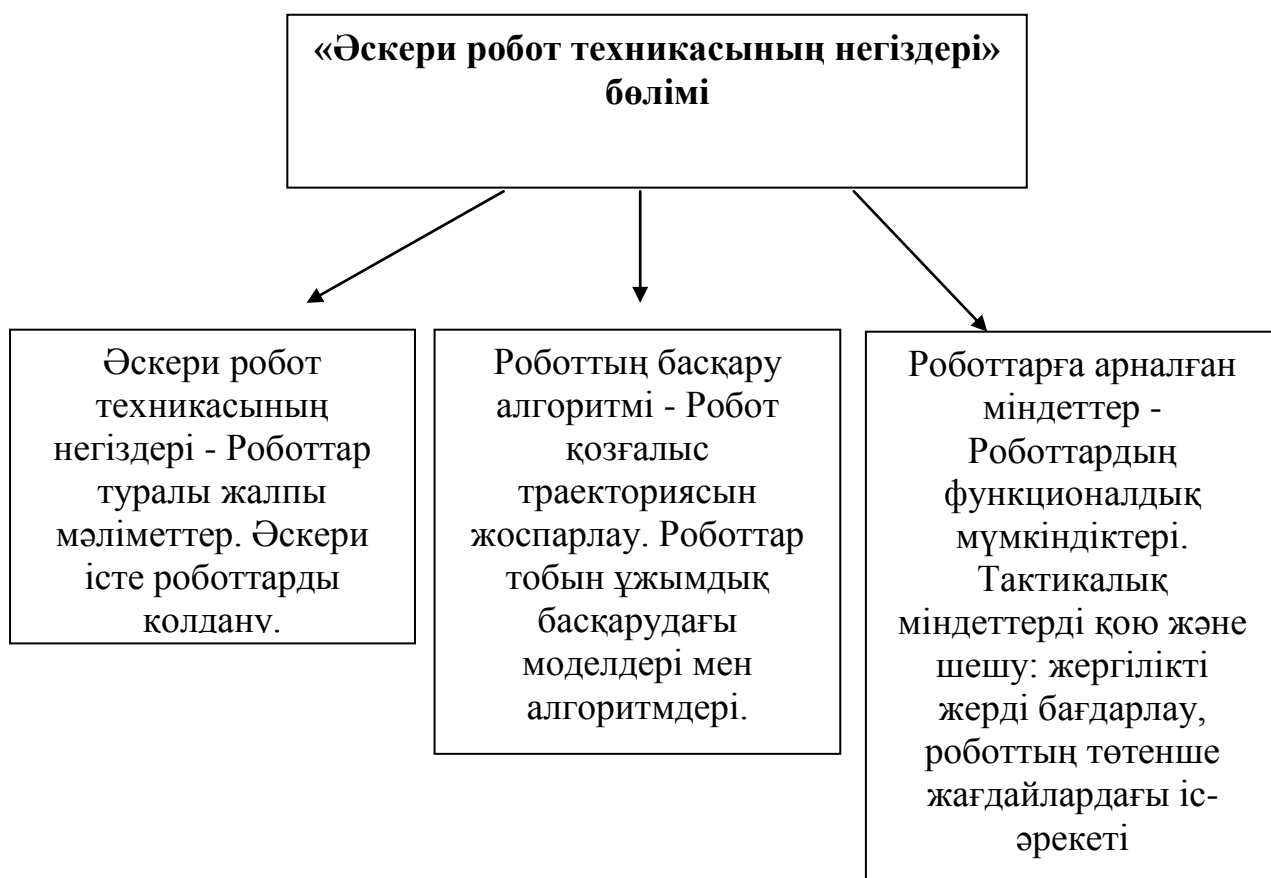 «Әскери робот техникасының негіздері»
бөлімі
Әскери робот
техникасының
негіздері - Роботтар
туралы жалпы
мәліметтер. Әскери
істе роботтарды
қолдану.
Роботтың басқару
алгоритмі - Робот
қозғалыс
траекториясын
жоспарлау. Роботтар
тобын ұжымдық
басқарудағы
моделдері мен
алгоритмдері.
Роботтарға арналған
міндеттер -
Роботтардың
функционалдық
мүмкіндіктері.
Тактикалық
міндеттерді қою және
шешу: жергілікті
жерді бағдарлау,
роботтың төтенше
жағдайлардағы іс-
әрекеті